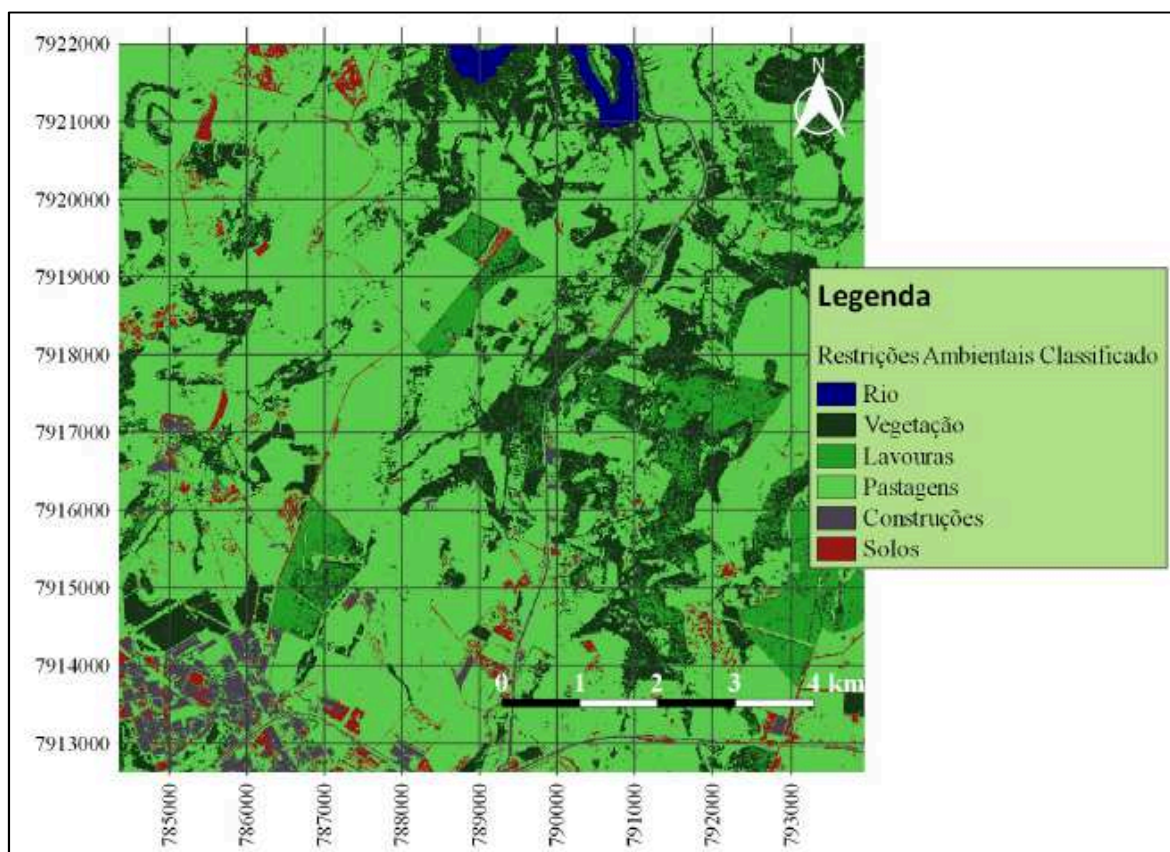 7922000
7921000
7920000
7919000
7918000
7917000
7916000
7915000
7914000
7913000
N
Legenda
Restrições Ambientais Classificado
Rio
Vegetação
Lavouras
Pastagens
Construções
Solos
0 1 2 3 4 km
785000 786000 787000 788000 789000 790000 791000 792000 793000